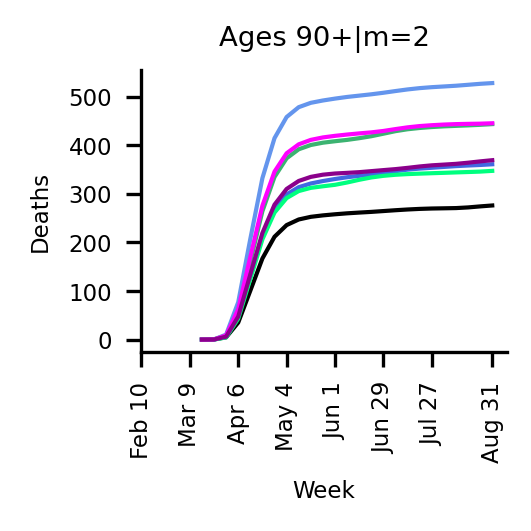 Ages 90+|m=2
500
400
300
200
100
0
Deaths
Feb 10
Mar 9
Apr 6
May 4
Jun 1
Jun 29
Jul 27
Aug 31
Week